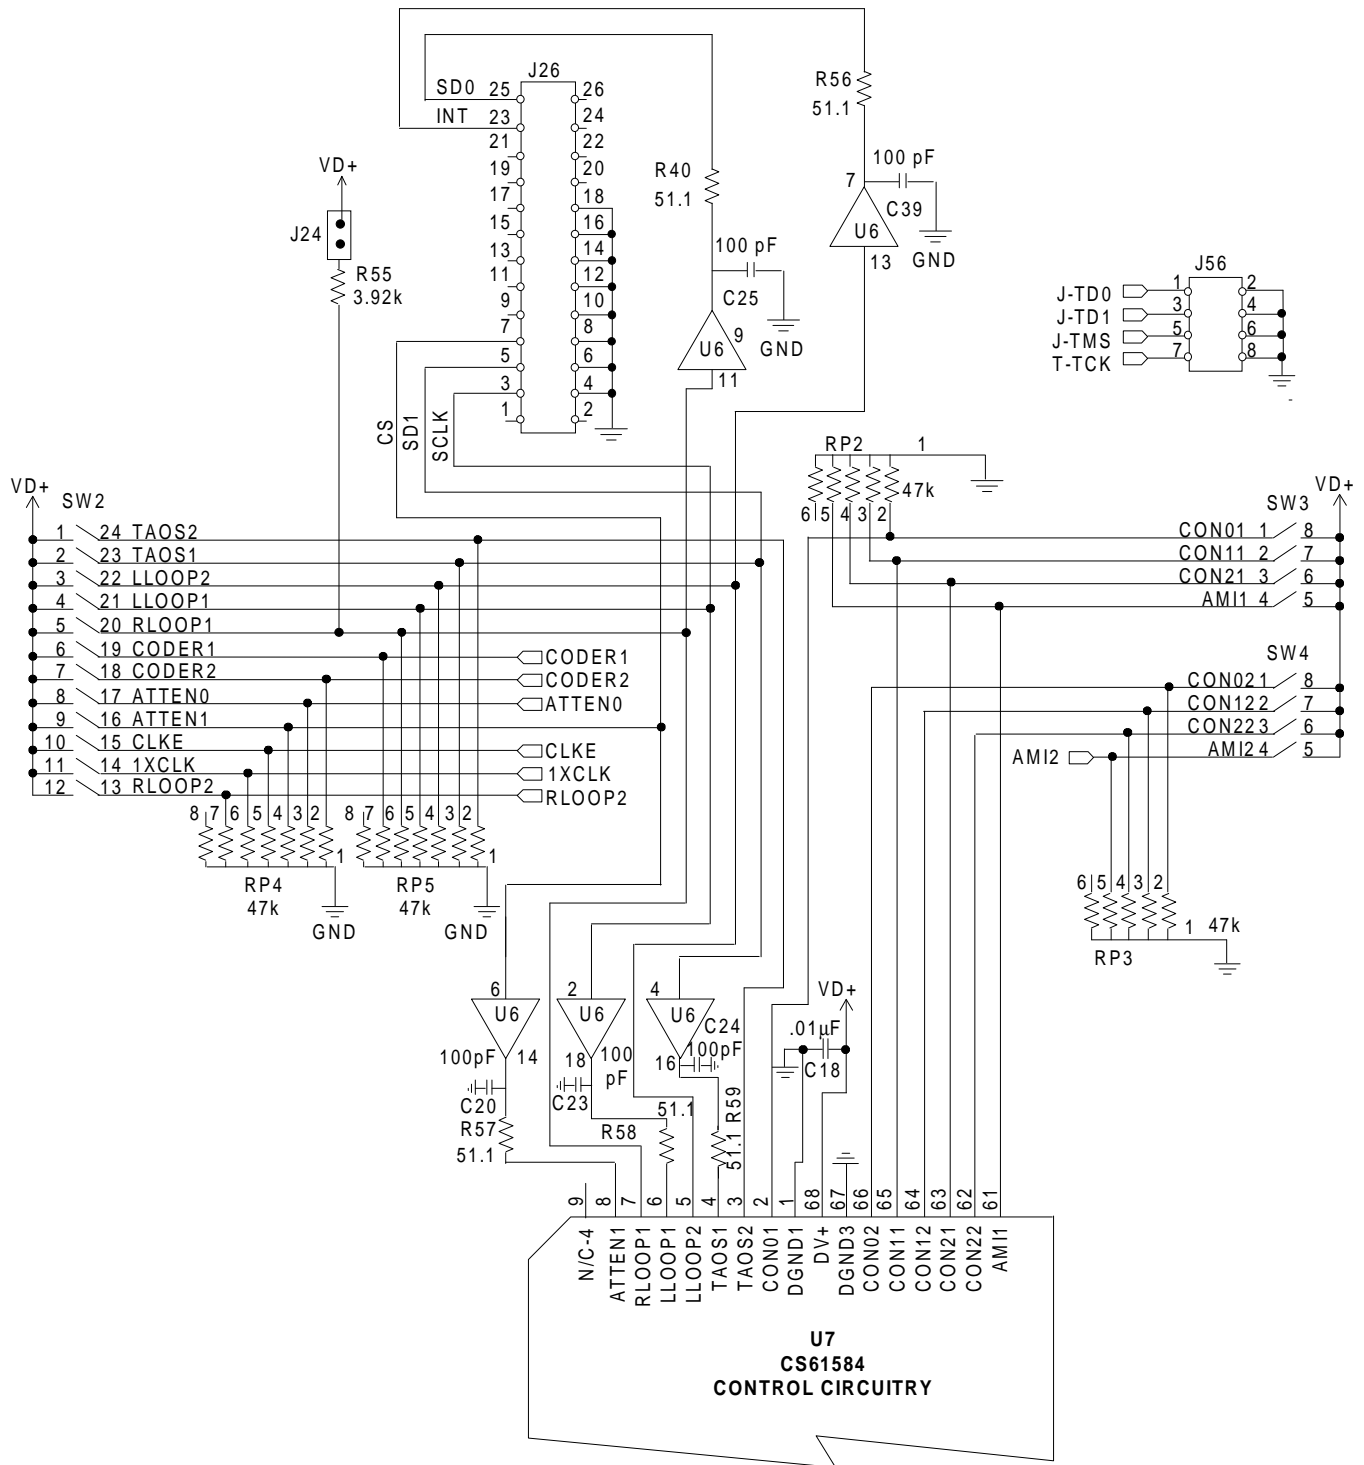 J26
SD0 25 26
INT 23 24
21 22
19 20
17 18
15 16
13 14
11 12
9 10
7 8
5 6
3 4
1 2
CS
SD1
SCLK
VD+
J24
R55
3.92k
R40
51.1
100 pF
C25
GND
U6
9
11
R56
51.1
100 pF
7
C39
U6
13
GND
J56
J-TD0 1 2
J-TD1 3 4
J-TMS 5 6
T-TCK 7 8
RP2 1
47k
6 5 4 3 2
VD+
SW2
1 24 TAOS2
2 23 TAOS1
3 22 LLOOP2
4 21 LLOOP1
5 20 RLOOP1
6 19 CODER1 CODER1
7 18 CODER2 CODER2
8 17 ATTEN0 ATTEN0
9 16 ATTEN1
10 15 CLKE CLKE
11 14 1XCLK 1XCLK
12 13 RLOOP2 RLOOP2
VD+
SW3
CON01 1 8
CON11 2 7
CON21 3 6
AMI1 4 5
SW4
CON02 1 8
CON12 2 7
CON22 3 6
AMI2 AMI2 4 5
8 7 6 5 4 3 2
1
RP4
47k
GND
8 7 6 5 4 3 2
1
RP5
47k
GND
6 5 4 3 2
1 47k
RP3
6
U6
100pF 14
C20
R57
51.1
2
U6
18 100
pF
C23
R58
51.1
4
U6
C24
16 100pF
51.1 R59
VD+
.01µF
C18
9 8 7 6 5 4 3 2 1 68 67 66 65 64 63 62 61
N/C-4
ATTEN1
RLOOP1
LLOOP1
LLOOP2
TAOS1
TAOS2
CON01
DGND1
DV+
DGND3
CON02
CON11
CON12
CON21
CON22
AMI1
U7
CS61584
CONTROL CIRCUITRY